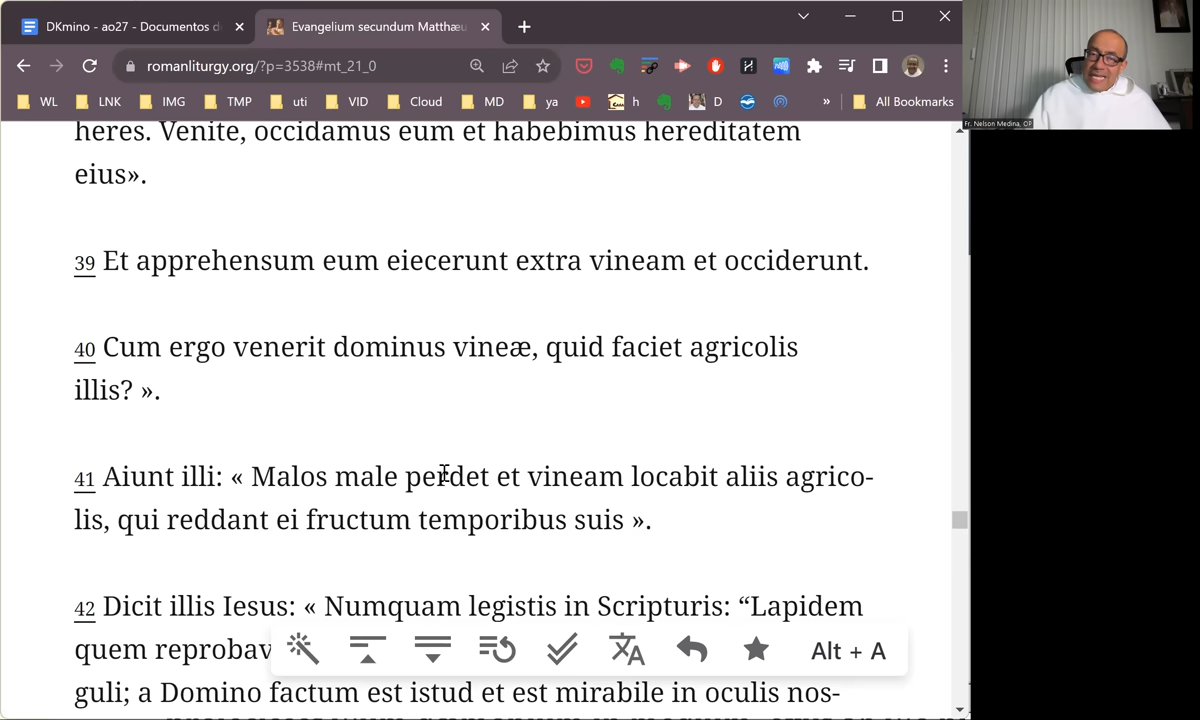 DKmino - ao27 - Documentos d
Evangelium secundum Matthæu
romanliturgy.org/?p=3538#mt_21_0
WL LNK IMG TMP uti VID Cloud MD ya h D » All Bookmarks
Fr. Nelson Medina, OP
heres. Venite, occidamus eum et habebimus hereditatem
eius».
39 Et apprehensum eum eiecerunt extra vineam et occiderunt.
40 Cum ergo venerit dominus vineæ, quid faciet agricolis
illis? ».
41 Aiunt illi: « Malos male perdet et vineam locabit aliis agrico-
lis, qui reddant ei fructum temporibus suis ».
42 Dicit illis Iesus: « Numquam legistis in Scripturis: “Lapidem
quem reprobav
Alt + A
guli; a Domino factum est istud et est mirabile in oculis nos-